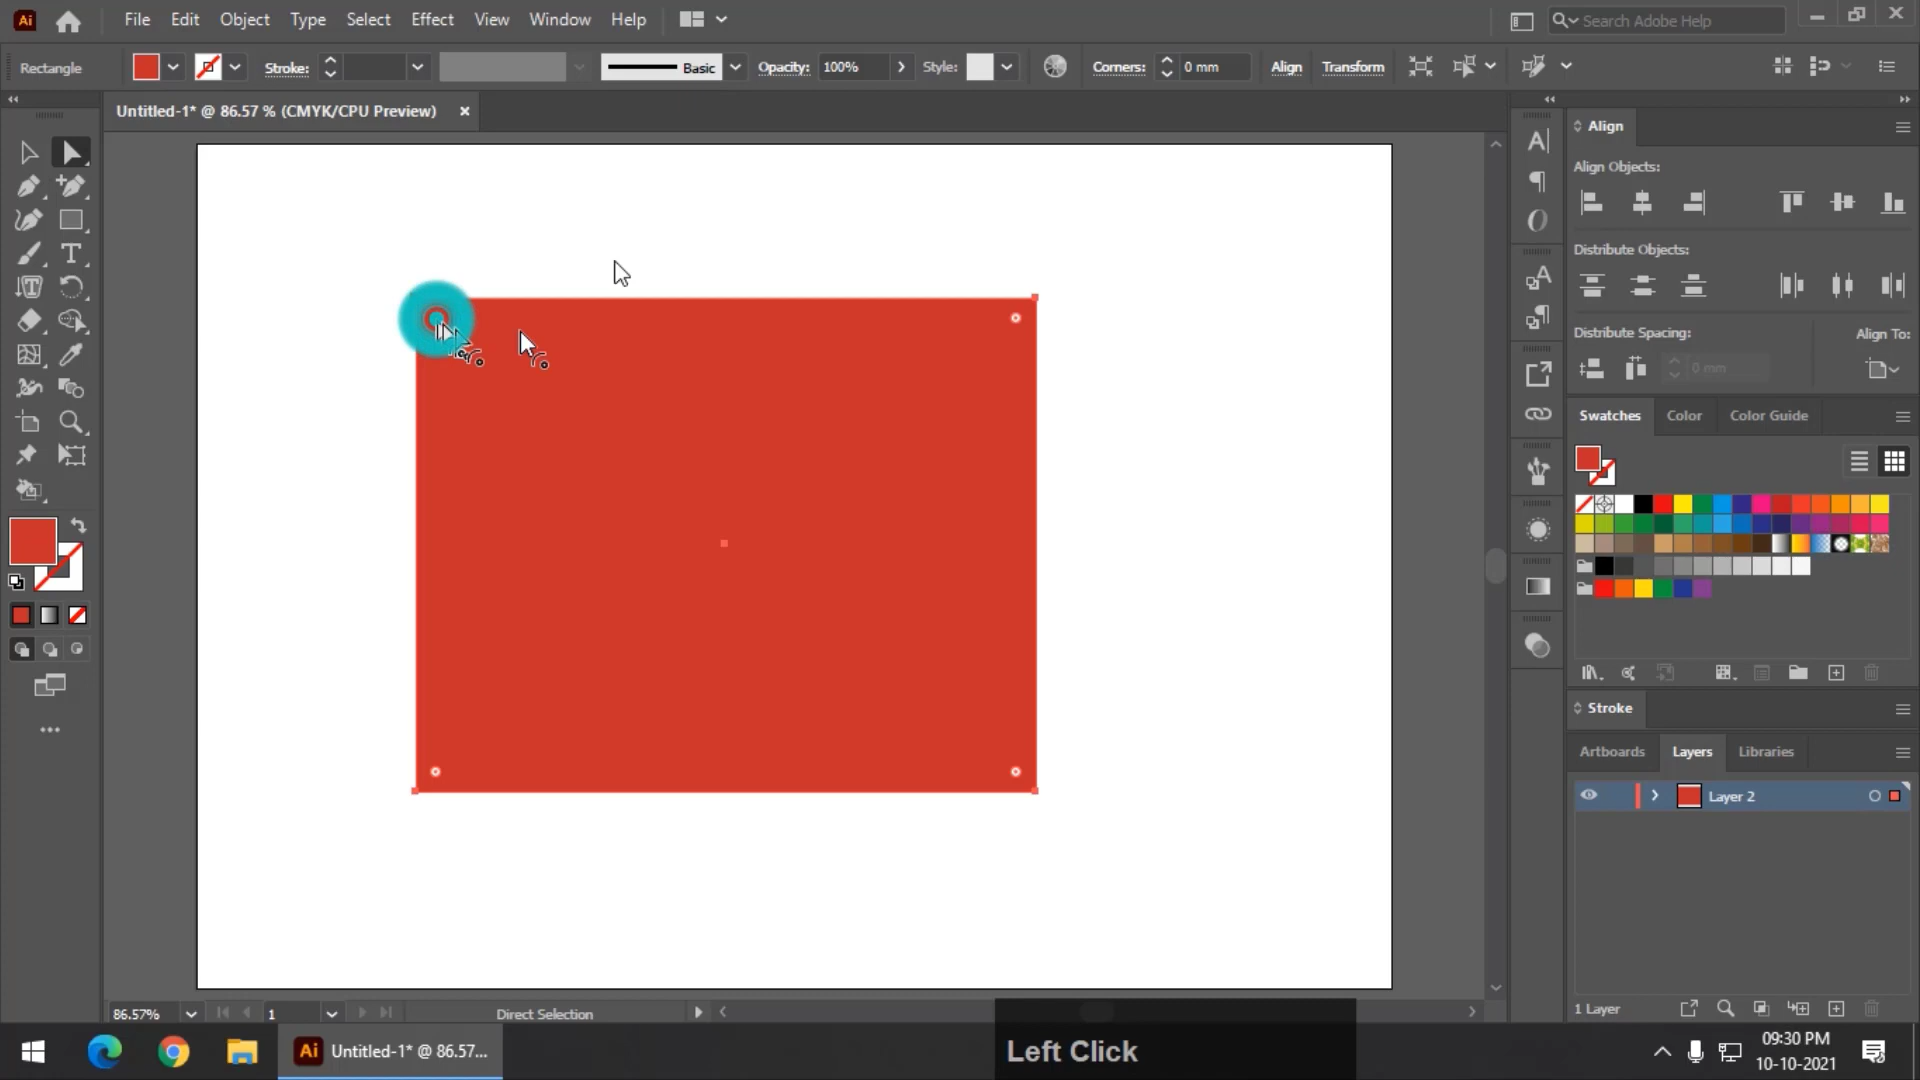 Ai File Edit Object Type Select Effect View Window Help Search Adobe Help
Rectangle Stroke: Basic Opacity: 100% Style: Corners: 0 mm Align Transform
Untitled-1* @ 86.57 % (CMYK/CPU Preview)
Align
Align Objects:
Distribute Objects:
Distribute Spacing: Align To:
0 mm
Swatches Color Color Guide
Stroke
Artboards Layers Libraries
Layer 2
1 Layer
86.57% 1 Direct Selection
Left Click
Ai Untitled-1* @ 86.57...
09:30 PM
10-10-2021